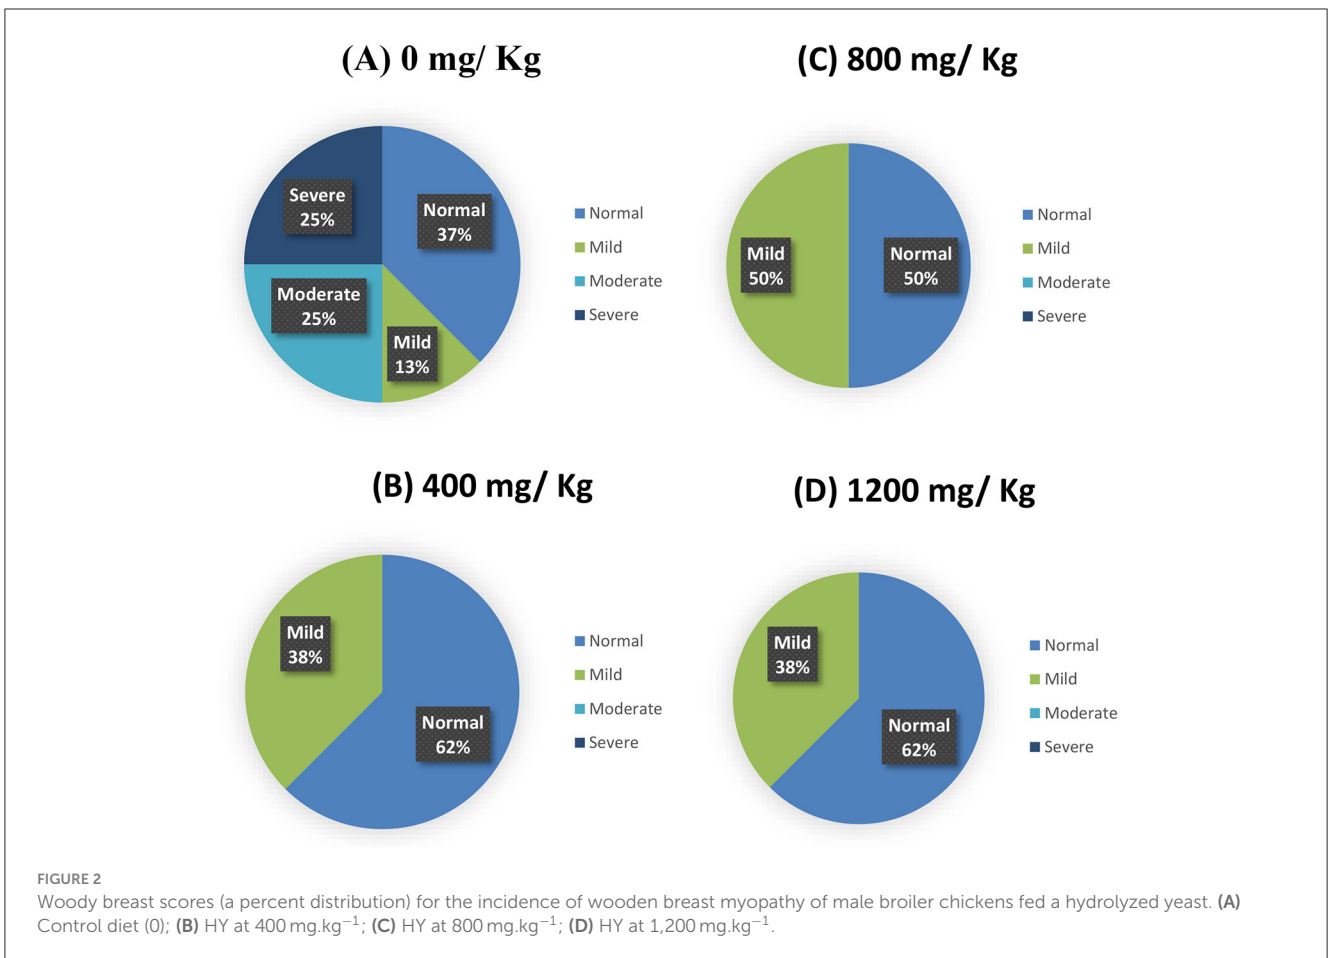 (A) 0 mg/ Kg
Severe
25%
Normal
37%
Moderate
25%
Mild
13%
Normal
Mild
Moderate
Severe
(C) 800 mg/ Kg
Mild
50%
Normal
50%
Normal
Mild
Moderate
Severe
(B) 400 mg/ Kg
Mild
38%
Normal
62%
Normal
Mild
Moderate
Severe
(D) 1200 mg/ Kg
Mild
38%
Normal
62%
Normal
Mild
Moderate
Severe
FIGURE 2
Woody breast scores (a percent distribution) for the incidence of wooden breast myopathy of male broiler chickens fed a hydrolyzed yeast. (A)
Control diet (0); (B) HY at 400 mg.kg⁻¹; (C) HY at 800 mg.kg⁻¹; (D) HY at 1,200 mg.kg⁻¹.